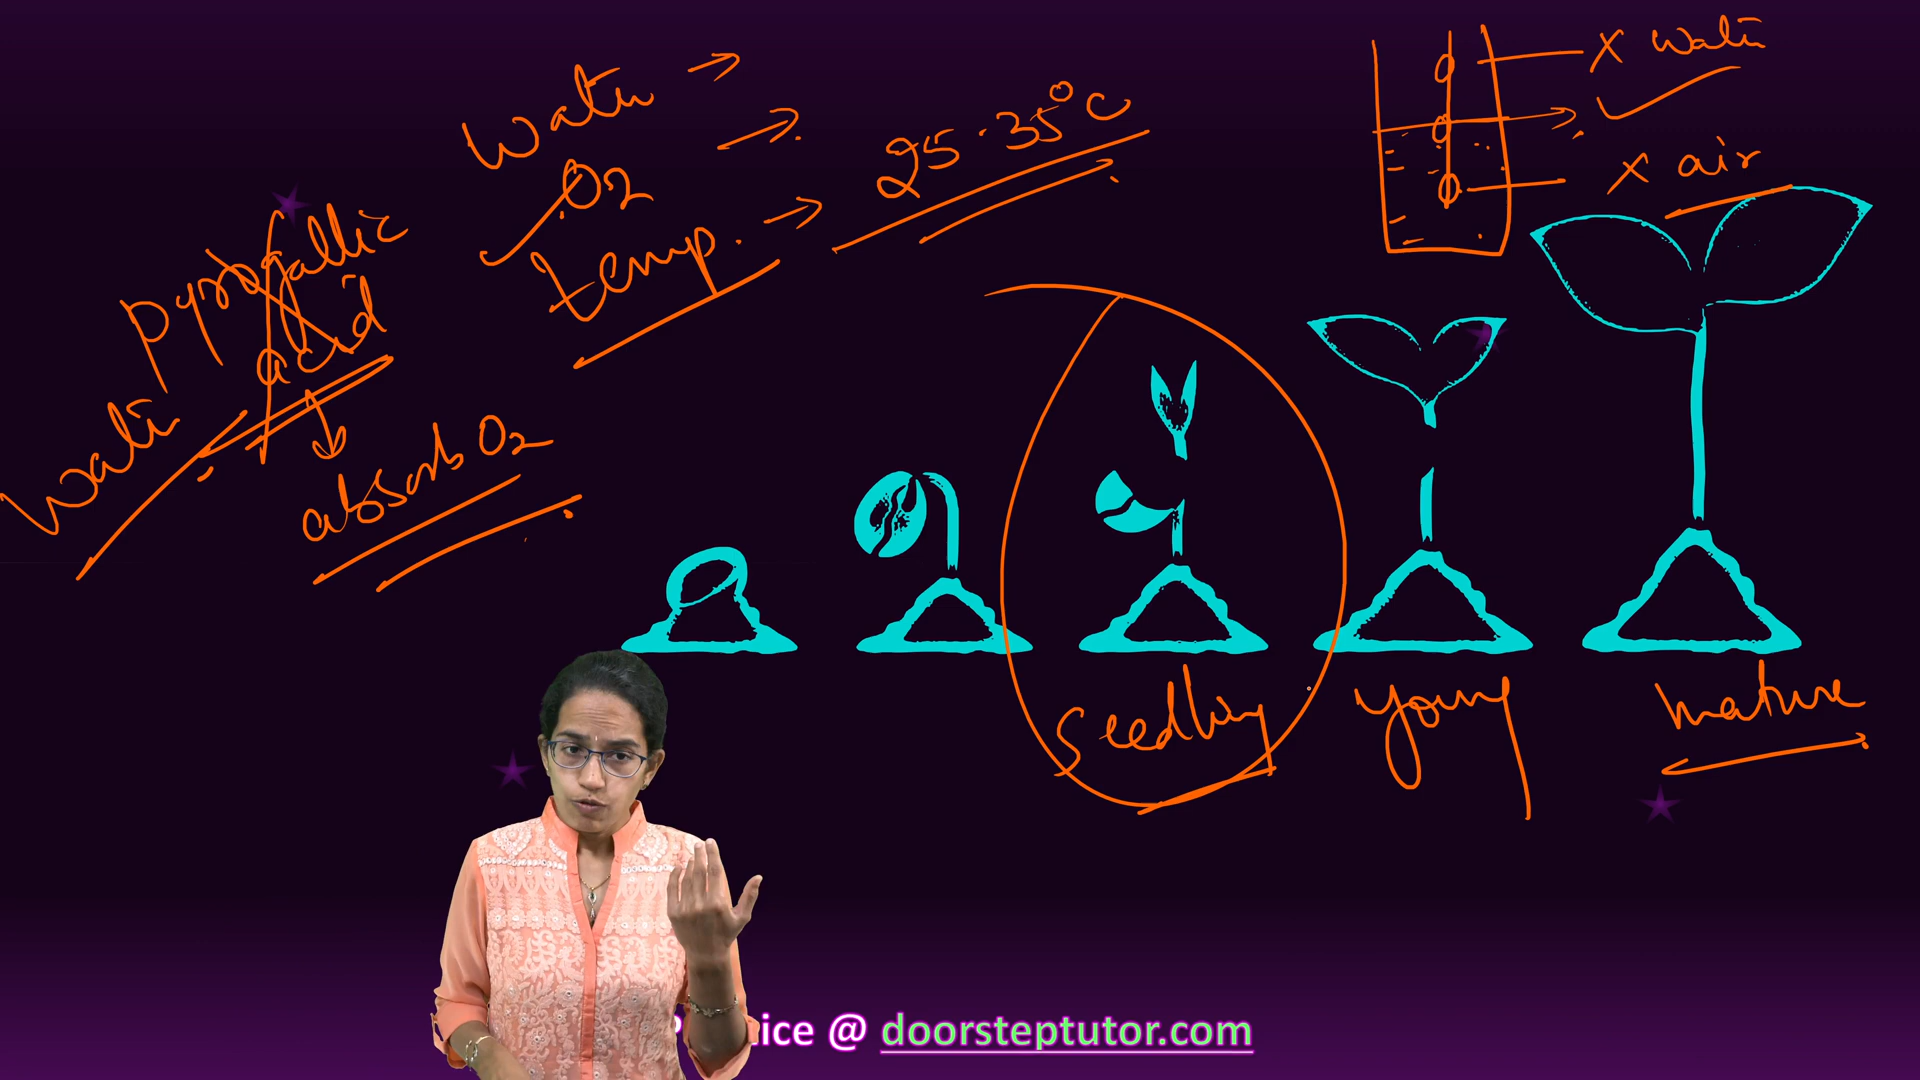 Water →
O2 →
temp. → 25-35°C
pyrogallic
acid
water
absorb O2
x water
x air
Seedling
young
mature
ice @ doorsteptutor.com